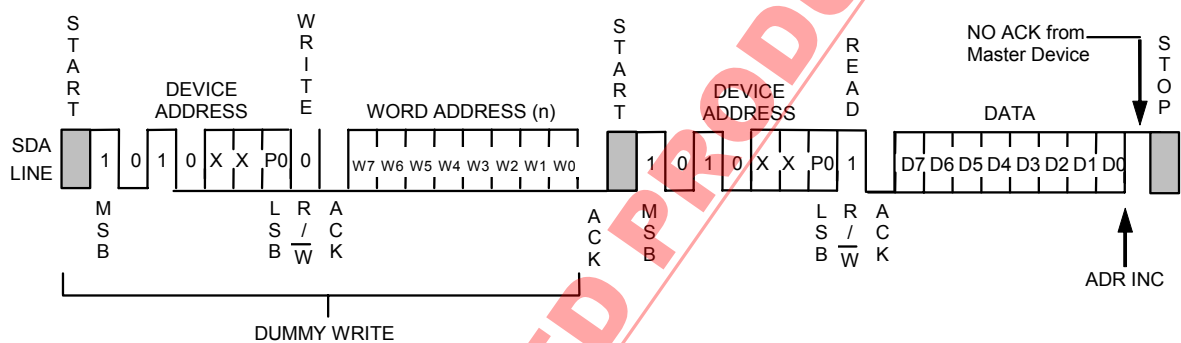 START
WRITE
START
READ
NO ACK from
Master Device
STOP
DEVICE
ADDRESS
WORD ADDRESS (n)
DEVICE
ADDRESS
DATA
SDA
LINE
1 0 1 0 X X P0 0
W7 W6 W5 W4 W3 W2 W1 W0
1 0 1 0 X X P0 1
D7 D6 D5 D4 D3 D2 D1 D0
MSB
LSB
R/W
ACK
ACK
MSB
LSB
R/W
ACK
ADR INC
DUMMY WRITE